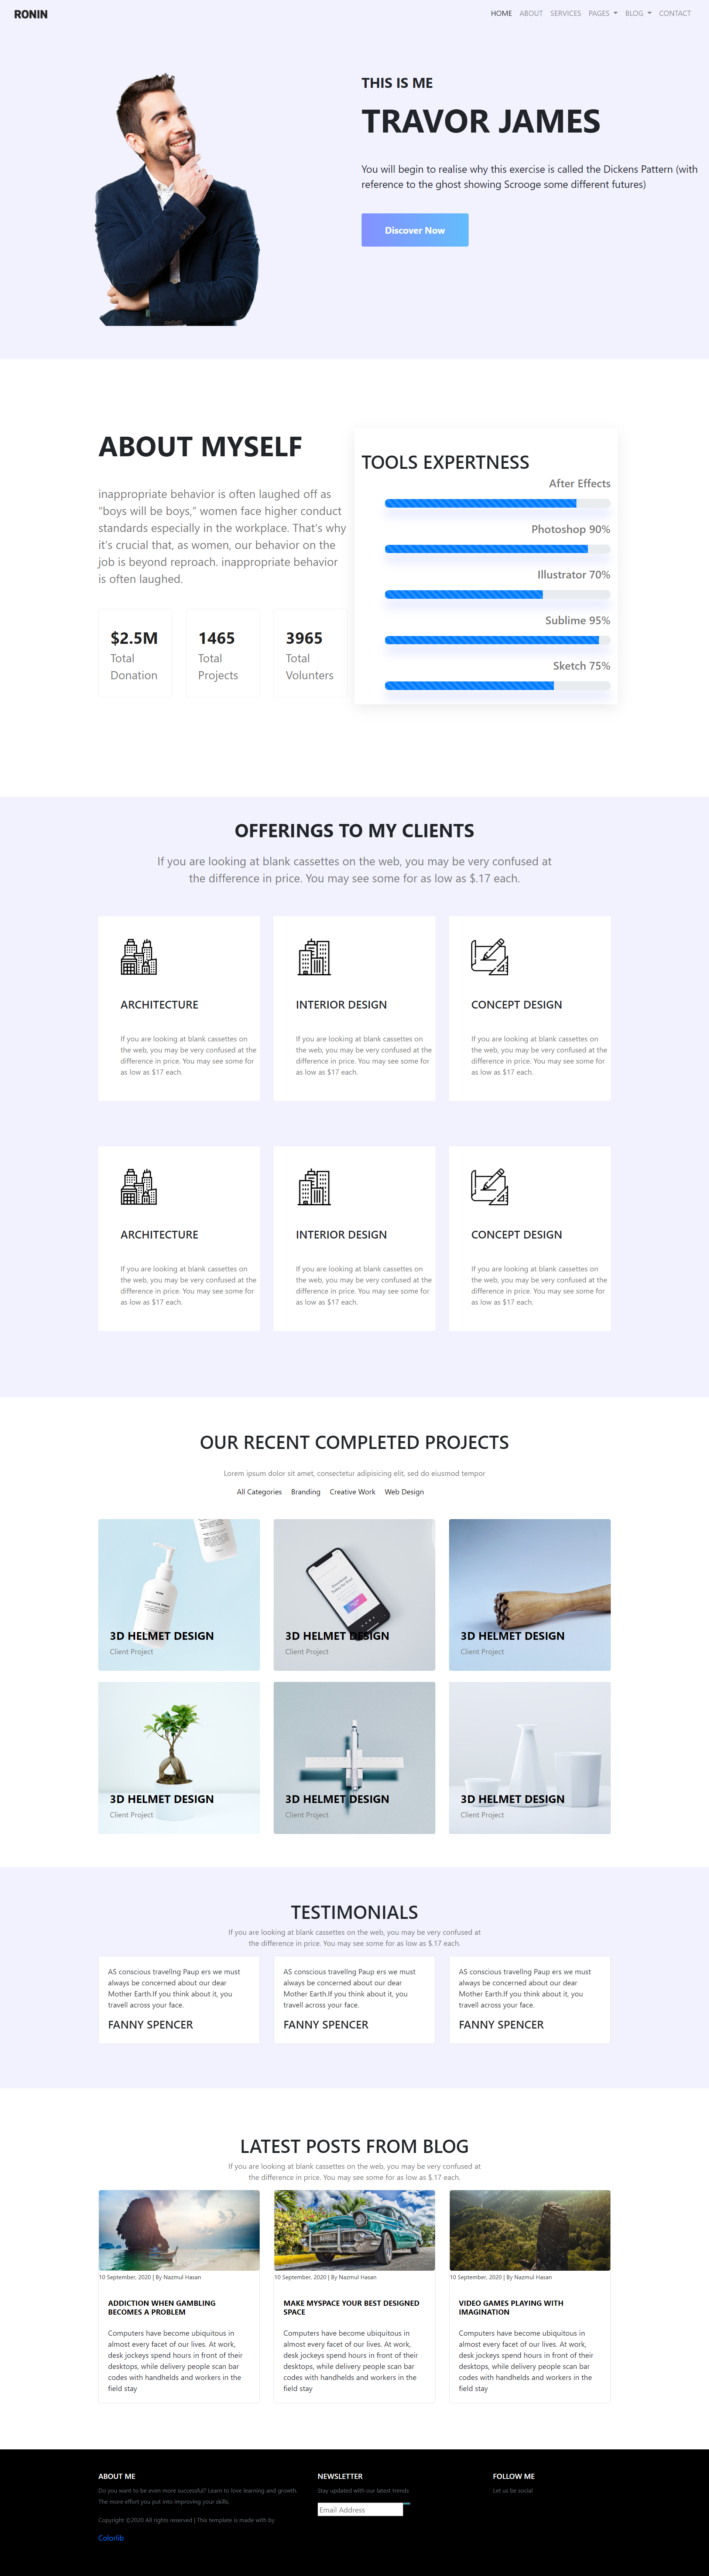 RONIN
HOME ABOUT SERVICES PAGES BLOG CONTACT
THIS IS ME
TRAVOR JAMES
You will begin to realise why this exercise is called the Dickens Pattern (with
reference to the ghost showing Scrooge some different futures)
Discover Now
ABOUT MYSELF
inappropriate behavior is often laughed off as
"boys will be boys," women face higher conduct
standards especially in the workplace. That's why
it's crucial that, as women, our behavior on the
job is beyond reproach. inappropriate behavior
is often laughed.
$2.5M
Total
Donation
1465
Total
Projects
3965
Total
Volunters
TOOLS EXPERTNESS
After Effects
Photoshop 90%
Illustrator 70%
Sublime 95%
Sketch 75%
OFFERINGS TO MY CLIENTS
If you are looking at blank cassettes on the web, you may be very confused at
the difference in price. You may see some for as low as $.17 each.
ARCHITECTURE
If you are looking at blank cassettes on
the web, you may be very confused at the
difference in price. You may see some for
as low as $17 each.
INTERIOR DESIGN
If you are looking at blank cassettes on
the web, you may be very confused at the
difference in price. You may see some for
as low as $17 each.
CONCEPT DESIGN
If you are looking at blank cassettes on
the web, you may be very confused at the
difference in price. You may see some for
as low as $17 each.
ARCHITECTURE
If you are looking at blank cassettes on
the web, you may be very confused at the
difference in price. You may see some for
as low as $17 each.
INTERIOR DESIGN
If you are looking at blank cassettes on
the web, you may be very confused at the
difference in price. You may see some for
as low as $17 each.
CONCEPT DESIGN
If you are looking at blank cassettes on
the web, you may be very confused at the
difference in price. You may see some for
as low as $17 each.
OUR RECENT COMPLETED PROJECTS
Lorem ipsum dolor sit amet, consectetur adipisicing elit, sed do eiusmod tempor
All Categories Branding Creative Work Web Design
3D HELMET DESIGN
Client Project
3D HELMET DESIGN
Client Project
3D HELMET DESIGN
Client Project
3D HELMET DESIGN
Client Project
3D HELMET DESIGN
Client Project
3D HELMET DESIGN
Client Project
TESTIMONIALS
If you are looking at blank cassettes on the web, you may be very confused at
the difference in price. You may see some for as low as $.17 each.
AS conscious travellng Paup ers we must
always be concerned about our dear
Mother Earth.If you think about it, you
travell across your face.
FANNY SPENCER
AS conscious travellng Paup ers we must
always be concerned about our dear
Mother Earth.If you think about it, you
travell across your face.
FANNY SPENCER
AS conscious travellng Paup ers we must
always be concerned about our dear
Mother Earth.If you think about it, you
travell across your face.
FANNY SPENCER
LATEST POSTS FROM BLOG
If you are looking at blank cassettes on the web, you may be very confused at
the difference in price. You may see some for as low as $.17 each.
10 September, 2020 | By Nazmul Hasan
ADDICTION WHEN GAMBLING
BECOMES A PROBLEM
Computers have become ubiquitous in
almost every facet of our lives. At work,
desk jockeys spend hours in front of their
desktops, while delivery people scan bar
codes with handhelds and workers in the
field stay
10 September, 2020 | By Nazmul Hasan
MAKE MYSPACE YOUR BEST DESIGNED
SPACE
Computers have become ubiquitous in
almost every facet of our lives. At work,
desk jockeys spend hours in front of their
desktops, while delivery people scan bar
codes with handhelds and workers in the
field stay
10 September, 2020 | By Nazmul Hasan
VIDEO GAMES PLAYING WITH
IMAGINATION
Computers have become ubiquitous in
almost every facet of our lives. At work,
desk jockeys spend hours in front of their
desktops, while delivery people scan bar
codes with handhelds and workers in the
field stay
ABOUT ME
Do you want to be even more successful? Learn to love learning and growth.
The more effort you put into improving your skills.
Copyright ©2020 All rights reserved | This template is made with by
Colorlib
NEWSLETTER
Stay updated with our latest trends
Email Address
FOLLOW ME
Let us be social